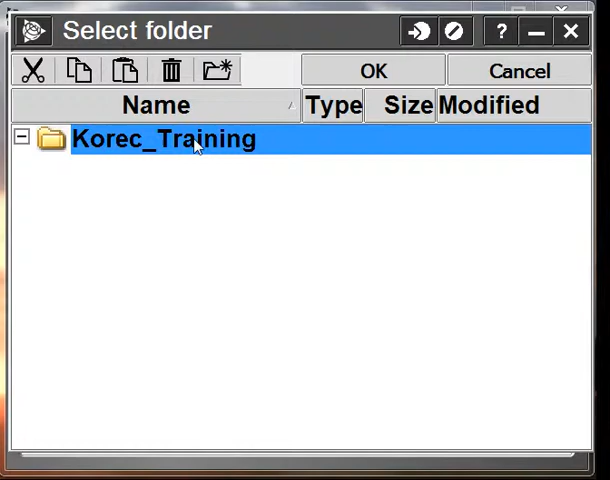 Select folder
?
OK Cancel
Name Type Size Modified
Korec_Training